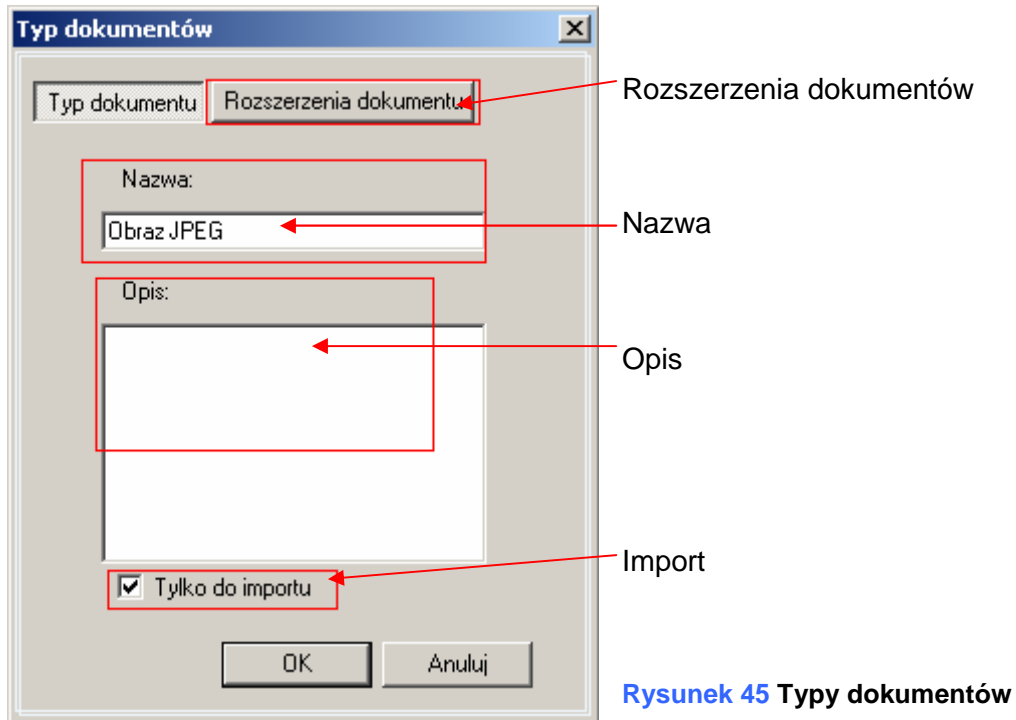 Typ dokumentów
Typ dokumentu
Rozszerzenia dokumentu
Rozszerzenia dokumentów
Nazwa:
Obraz JPEG
Nazwa
Opis:
Opis
Tylko do importu
Import
OK
Anuluj
Rysunek 45 Typy dokumentów